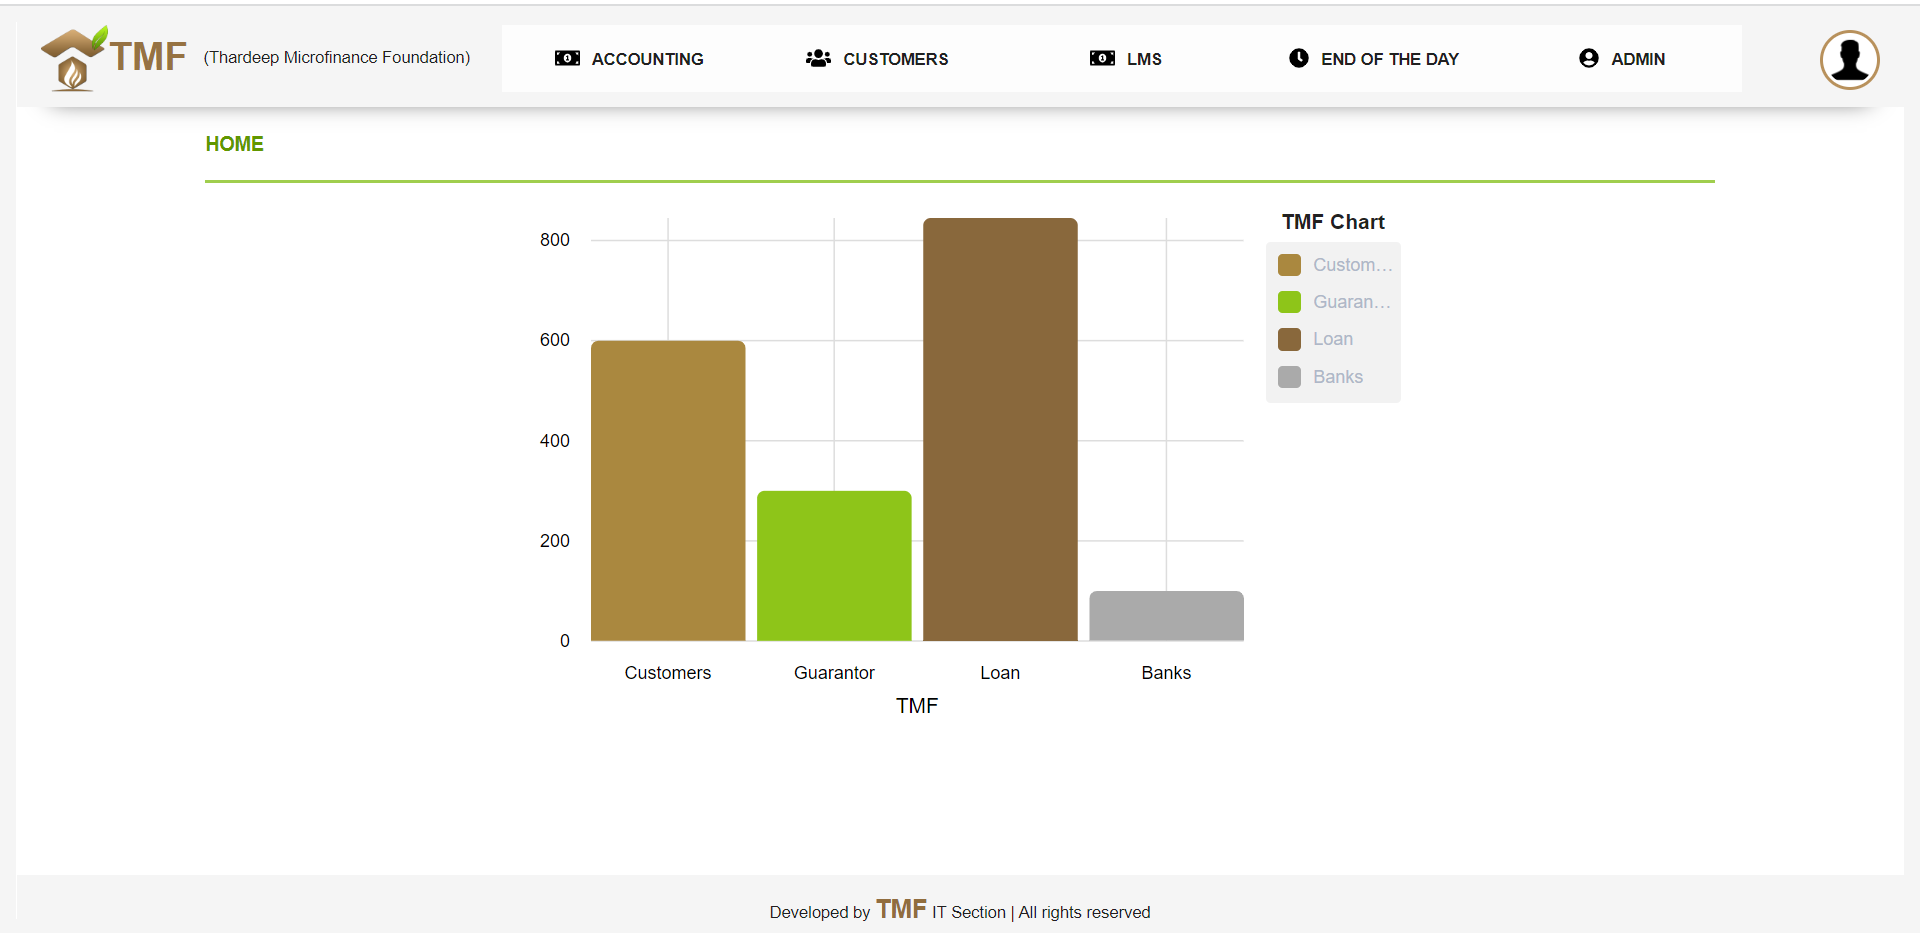 TMF (Thardeep Microfinance Foundation) ACCOUNTING CUSTOMERS LMS END OF THE DAY ADMIN
HOME
800
600
400
200
0
Customers Guarantor Loan Banks
TMF
TMF Chart
Custom…
Guaran…
Loan
Banks
Developed by TMF IT Section | All rights reserved